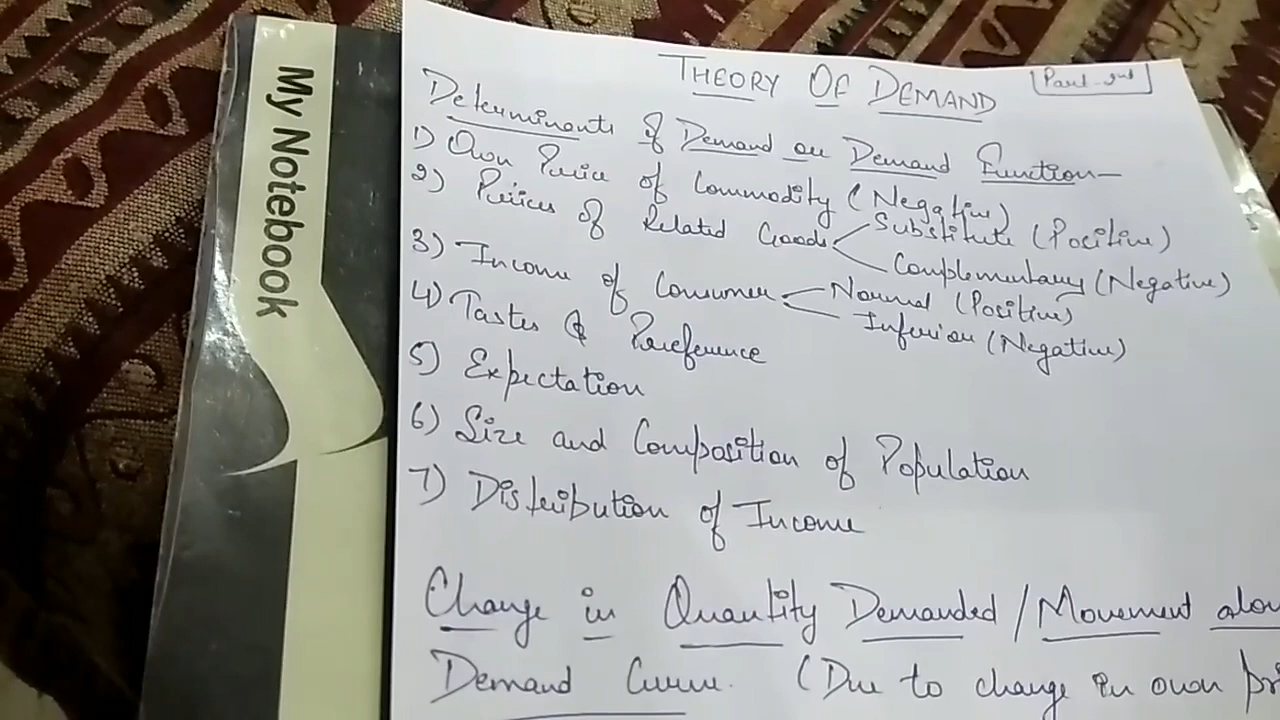 My Notebook
THEORY OF DEMAND
Determinants of Demand or Demand Function-
1) Own Price of Commodity (Negative)
2) Prices of Related Goods Substitute (Positive)
Complementary (Negative)
3) Income of Consumer Normal (Positive)
Inferior (Negative)
4) Tastes & Preference
5) Expectation
6) Size and Composition of Population
7) Distribution of Income
Change in Quantity Demanded / Movement
Demand Curve. (Due to change in own